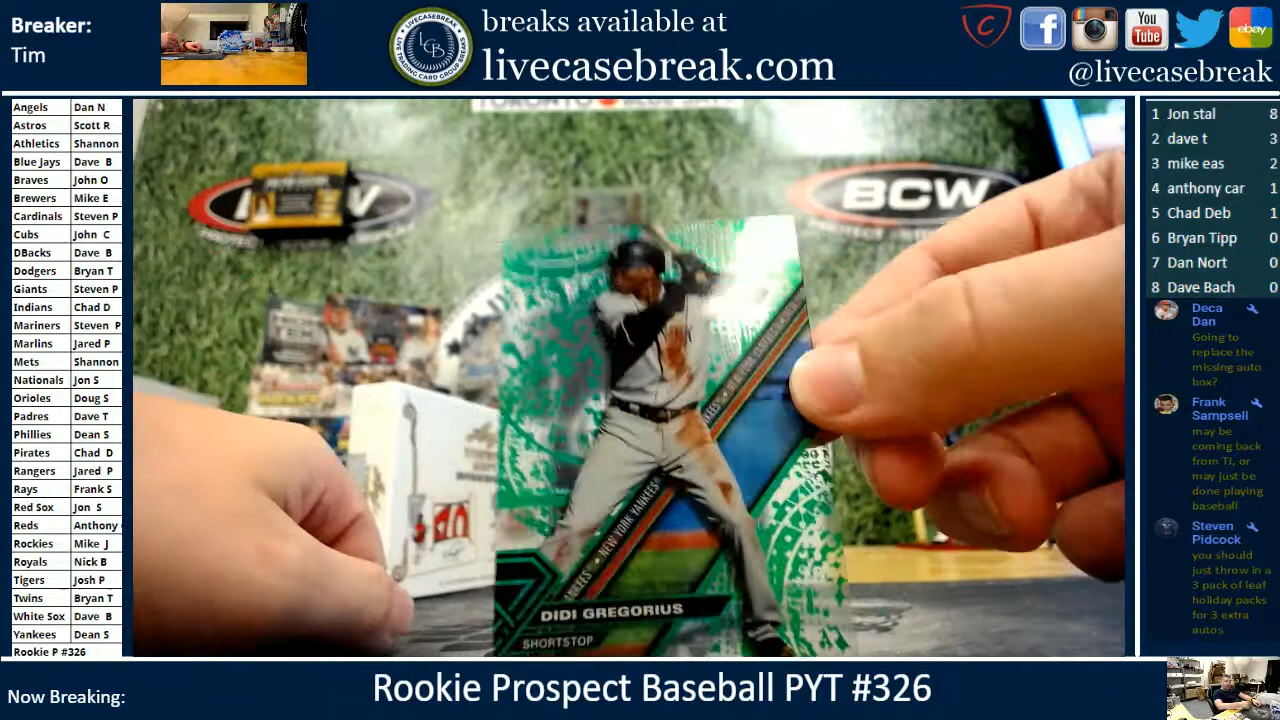 Breaker:
Tim
LIVECASEBREAK
LCB
breaks available at
livecasebreak.com
You
Tube
ebay
@livecasebreak
Angels Dan N
Astros Scott R
Athletics Shannon
Blue Jays Dave B
Braves John O
Brewers Mike E
Cardinals Steven P
Cubs John C
DBacks Dave B
Dodgers Bryan T
Giants Steven P
Indians Chad D
Mariners Steven P
Marlins Jared P
Mets Shannon
Nationals Jon S
Orioles Doug S
Padres Dave T
Phillies Dean S
Pirates Chad D
Rangers Jared P
Rays Frank S
Red Sox Jon S
Reds Anthony
Rockies Mike J
Royals Nick B
Tigers Josh P
Twins Bryan T
White Sox Dave B
Yankees Dean S
Rookie P #326
TORONTO BLUE JAYS
BCW
NEW YORK YANKEES
DIDI GREGORIUS
SHORTSTOP
1 Jon stal 8
2 dave t 3
3 mike eas 2
4 anthony car 1
5 Chad Deb 1
6 Bryan Tipp 0
7 Dan Nort 0
8 Dave Bach 0
Deca
Dan
Going to
replace the
missing auto
box?
Frank
Sampsell
may be
coming back
from TJ, or
may just be
done playing
baseball
Steven
Pidcock
you should
just throw in a
3 pack of leaf
holiday packs
for 3 extra
autos
Now Breaking:
Rookie Prospect Baseball PYT #326